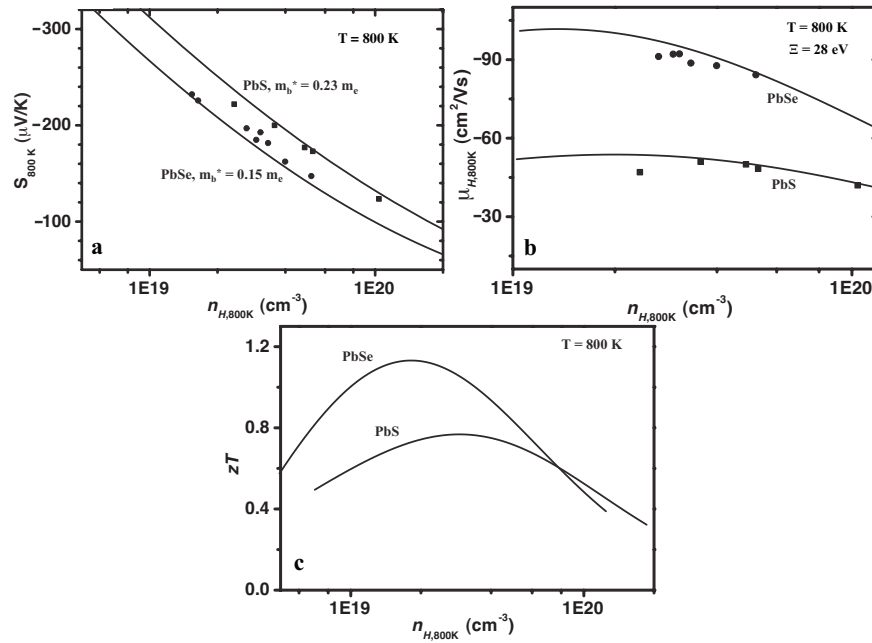 S800 K (μV/K)
−300
−200
−100
T = 800 K
PbS, mb* = 0.23 me
PbSe, mb* = 0.15 me
a
1E19
1E20
nH,800K (cm-3)
μH,800K (cm2/Vs)
−90
−60
−30
T = 800 K
Ξ = 28 eV
PbSe
PbS
b
1E19
1E20
nH,800K (cm-3)
zT
1.2
0.8
0.4
0.0
PbSe
T = 800 K
PbS
c
1E19
1E20
nH,800K (cm-3)